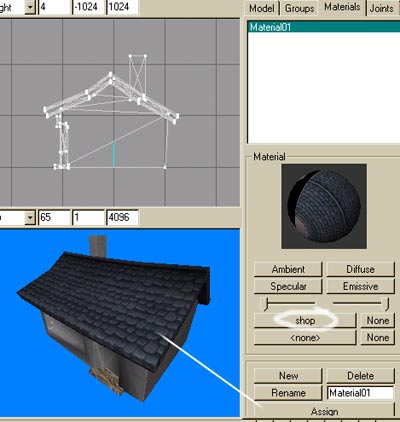 ght 4 -1024 1024
Model Groups Materials Joints
Material01
Material
65 1 4096
Ambient Diffuse
Specular Emissive
shop None
<none> None
New Delete
Rename Material01
Assign